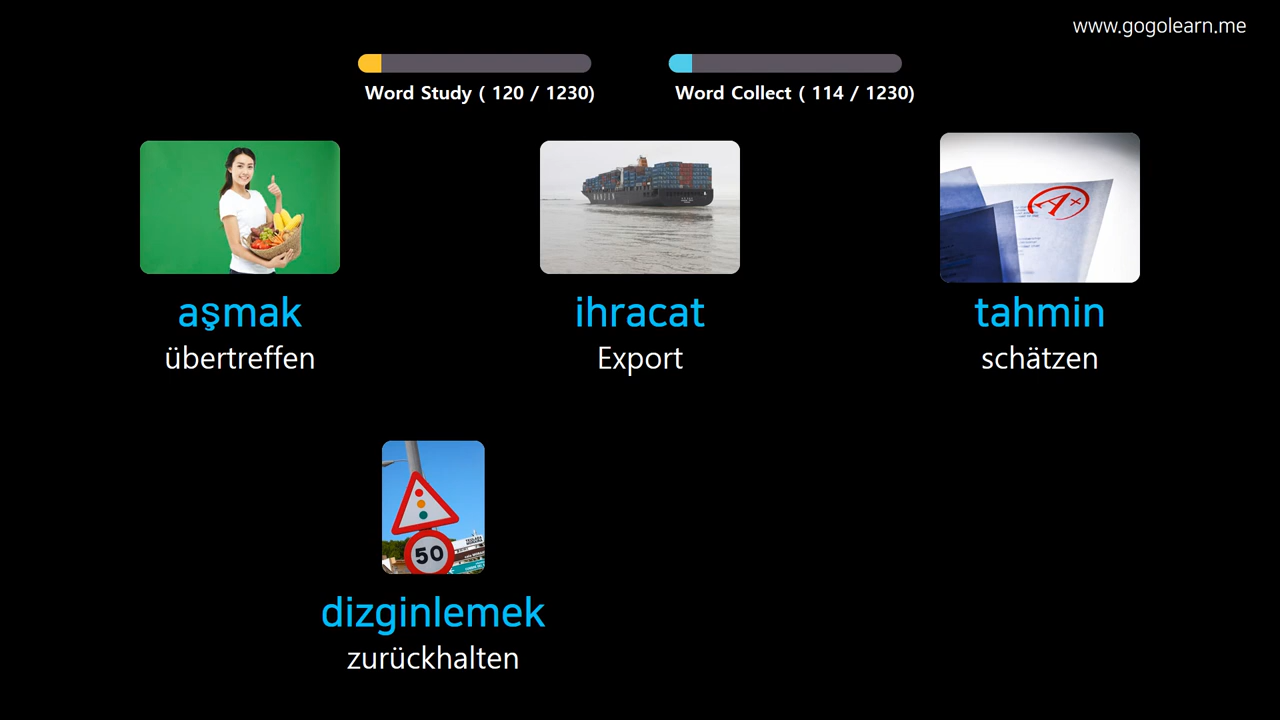 www.gogolearn.me
Word Study ( 120 / 1230)
Word Collect ( 114 / 1230)
HANJIN
A+
aşmak
ihracat
tahmin
übertreffen
Export
schätzen
50
dizginlemek
zurückhalten